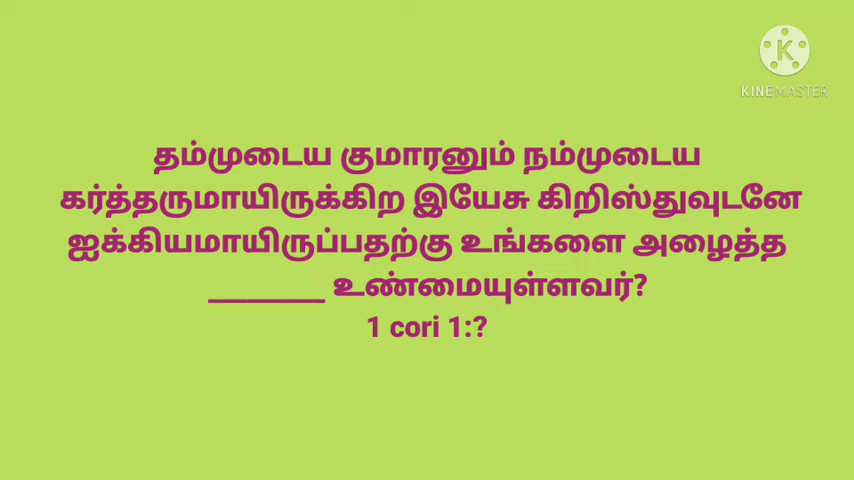 KINEMASTER
தம்முடைய குமாரனும் நம்முடைய
கர்த்தருமாயிருக்கிற இயேசு கிறிஸ்துவுடனே
ஐக்கியமாயிருப்பதற்கு உங்களை அழைத்த
________ உண்மையுள்ளவர்?
1 cori 1:?